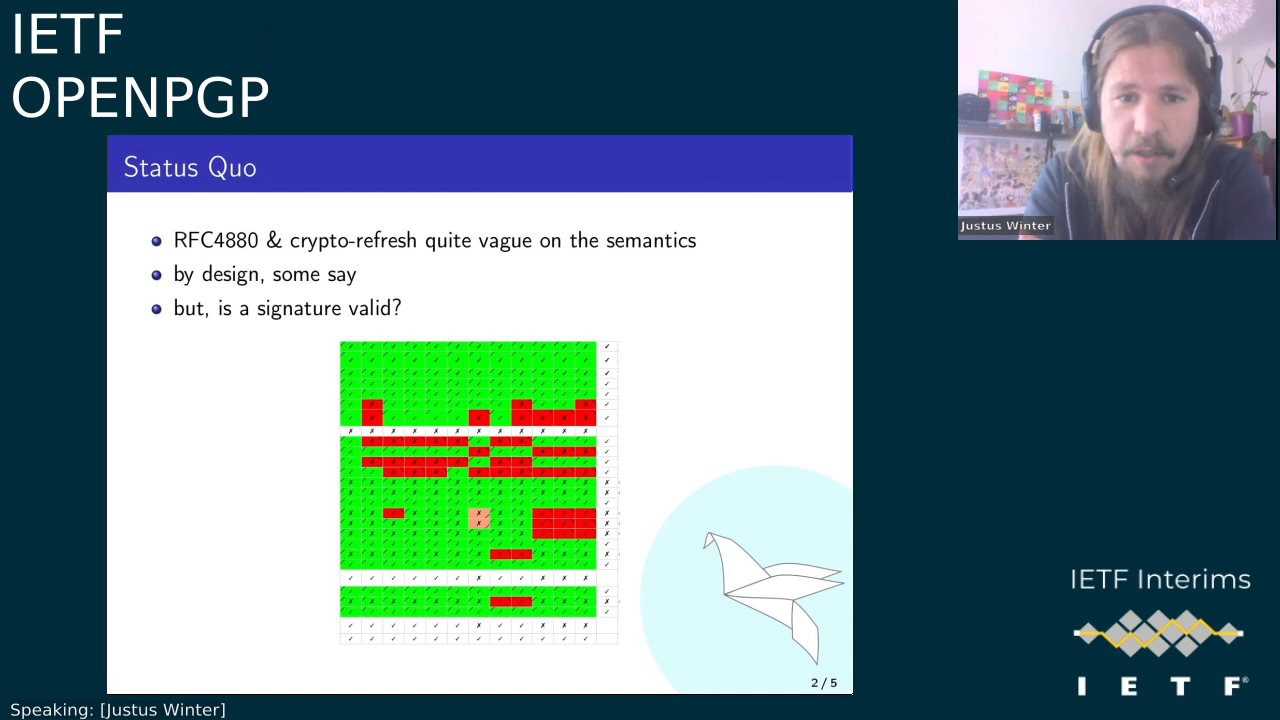 IETF
OPENPGP
Status Quo
RFC4880 & crypto-refresh quite vague on the semantics
by design, some say
but, is a signature valid?
2 / 5
Justus Winter
IETF Interims
I E T F®
Speaking: [Justus Winter]